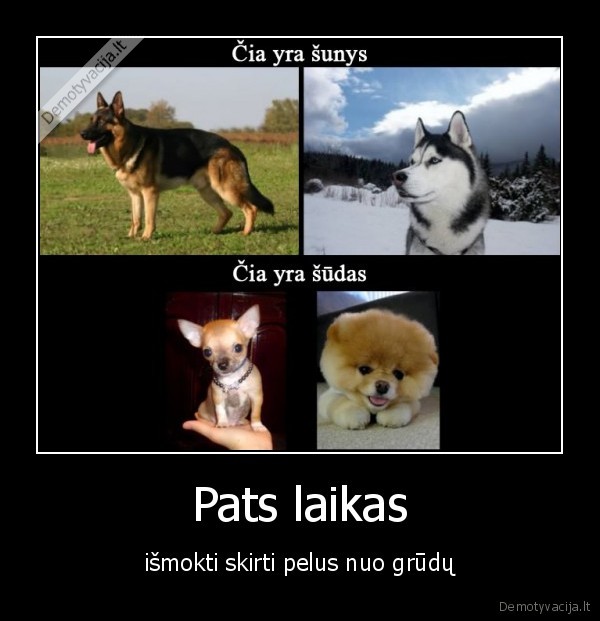 Demotyvacija.lt
Čia yra šunys
Čia yra šūdas
Pats laikas
išmokti skirti pelus nuo grūdų
Demotyvacija.lt